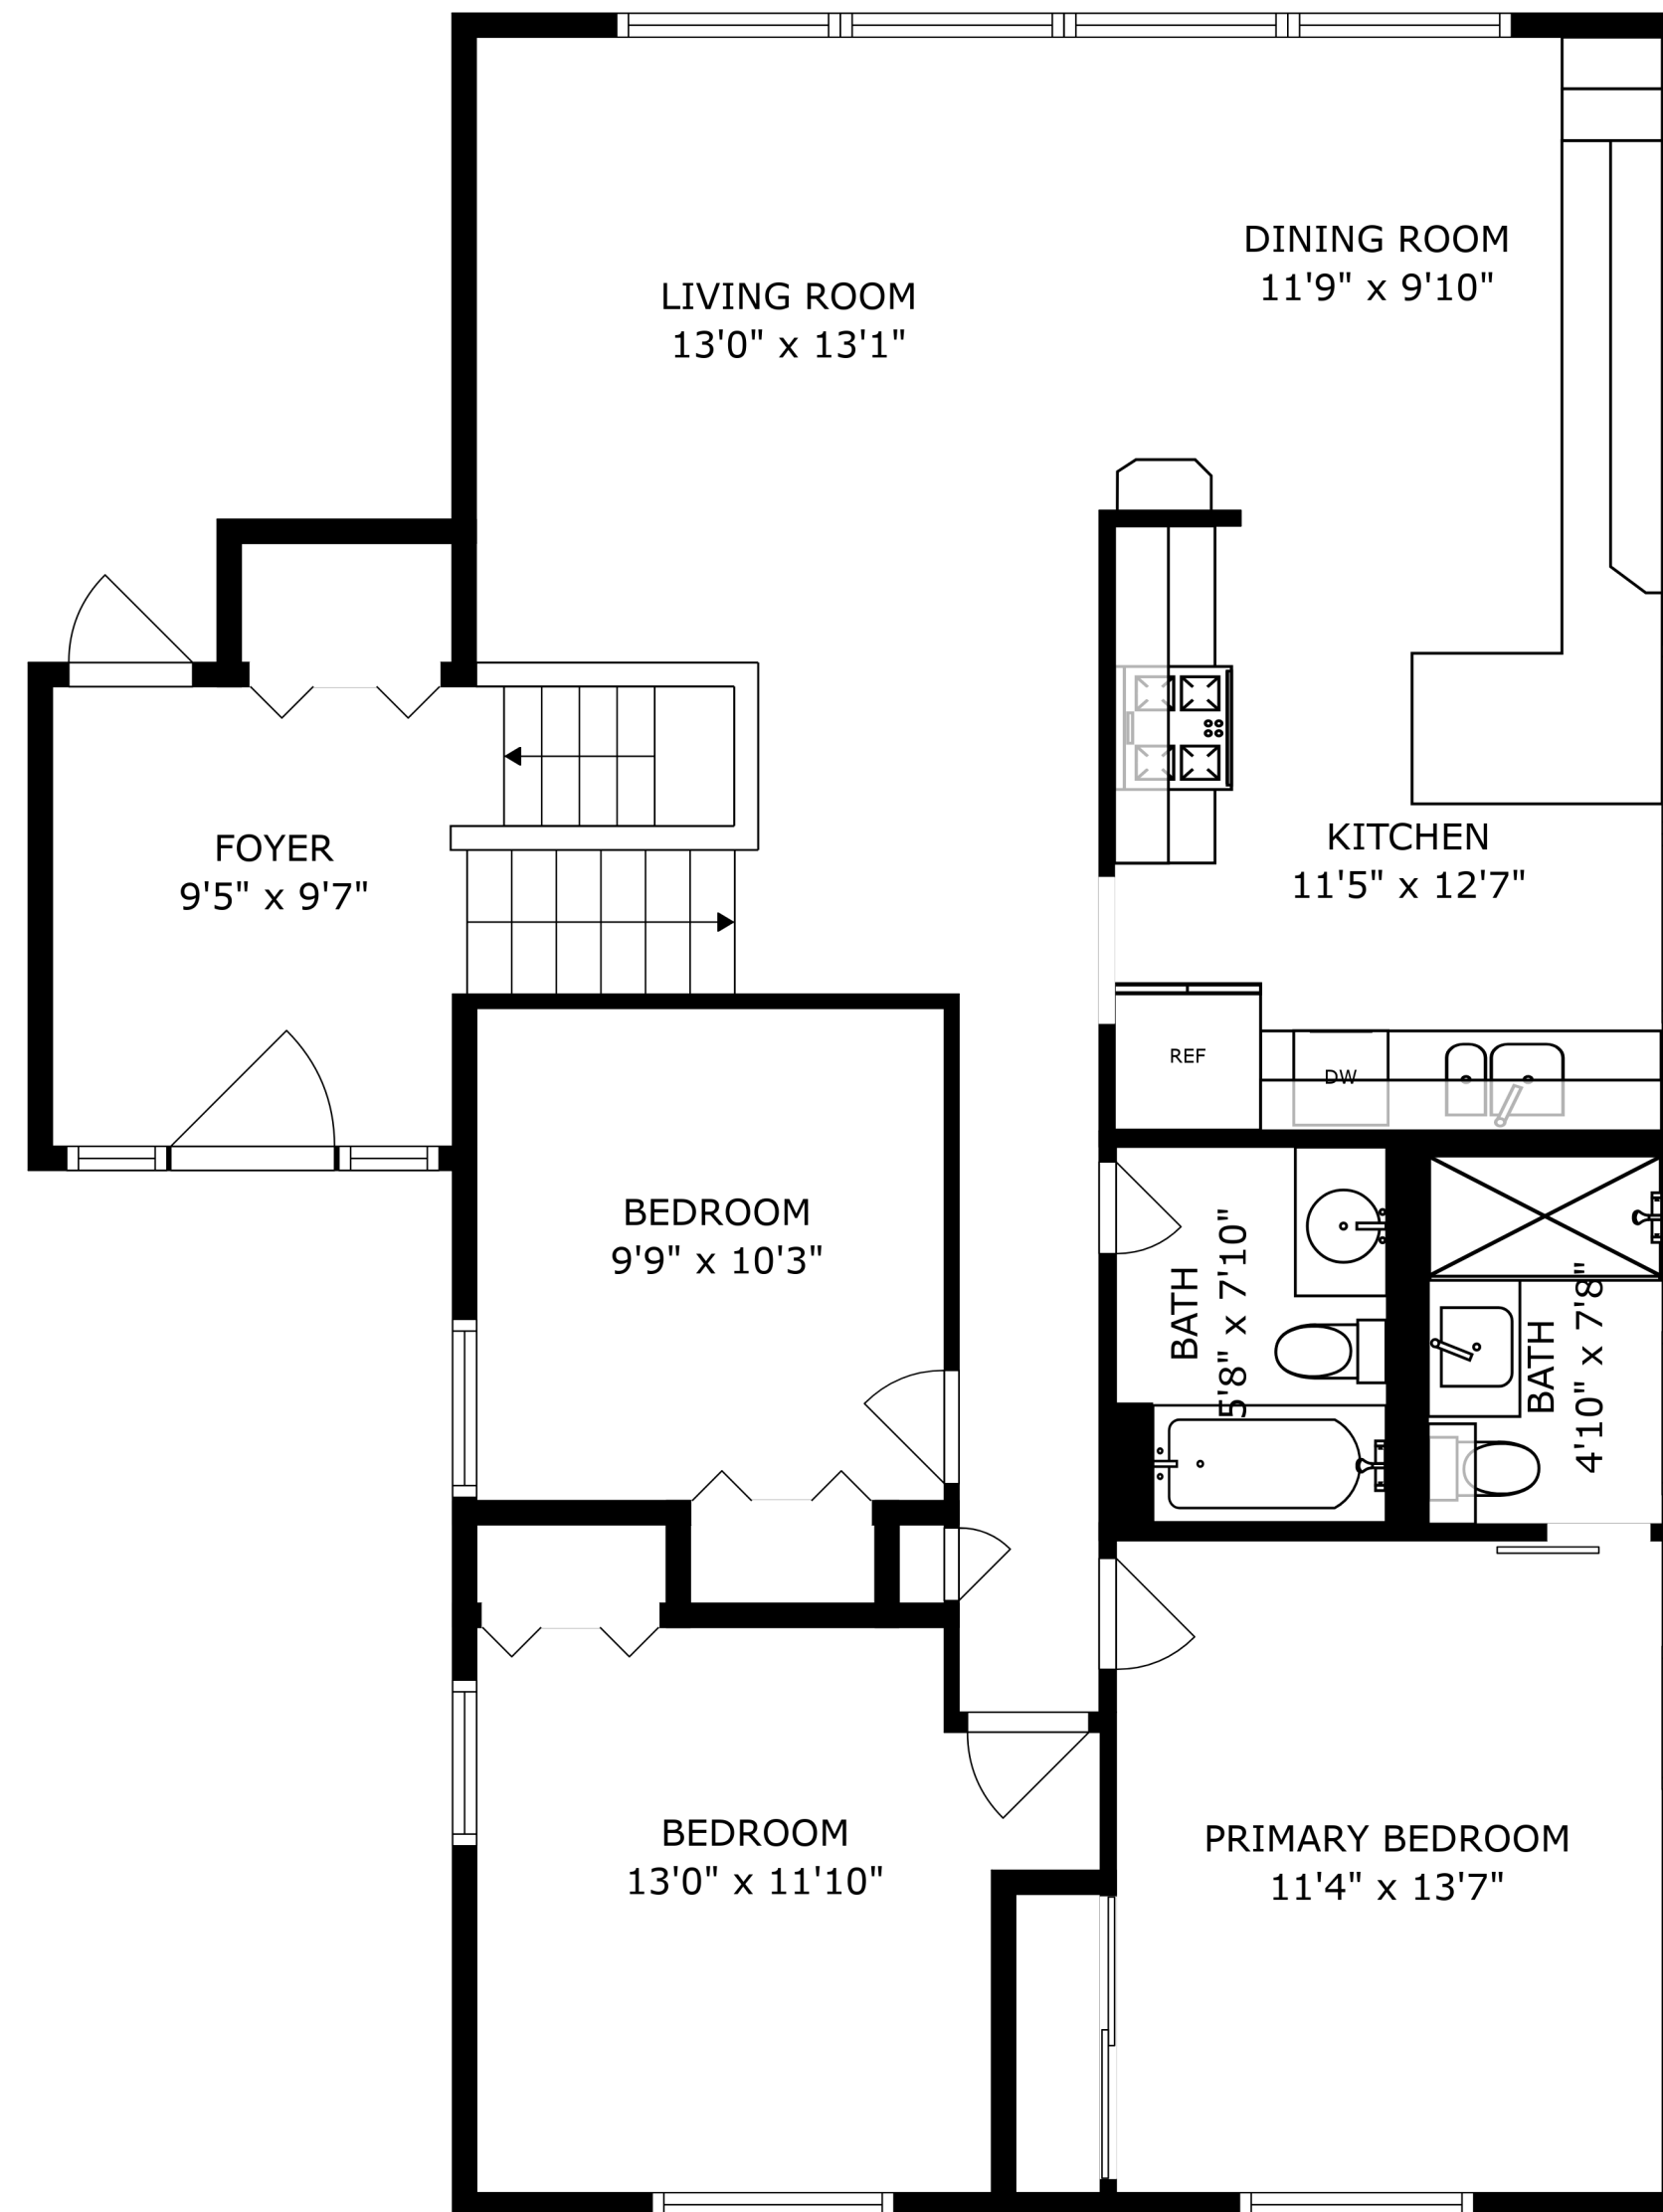 DINING ROOM
11'9" x 9'10"
LIVING ROOM
13'0" x 13'1"
KITCHEN
11'5" x 12'7"
FOYER
9'5" x 9'7"
REF
DW
BEDROOM
9'9" x 10'3"
BATH
5'8" x 7'10"
BATH
4'10" x 7'8"
BEDROOM
13'0" x 11'10"
PRIMARY BEDROOM
11'4" x 13'7"